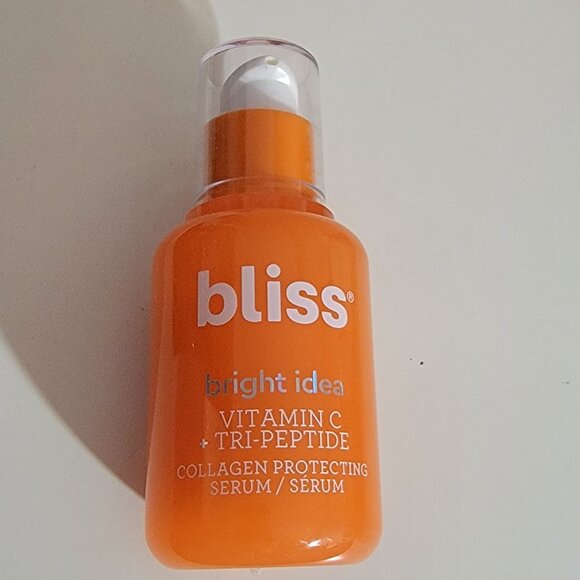 bliss®
bright idea
VITAMIN C
+ TRI-PEPTIDE
COLLAGEN PROTECTING
SERUM / SÉRUM